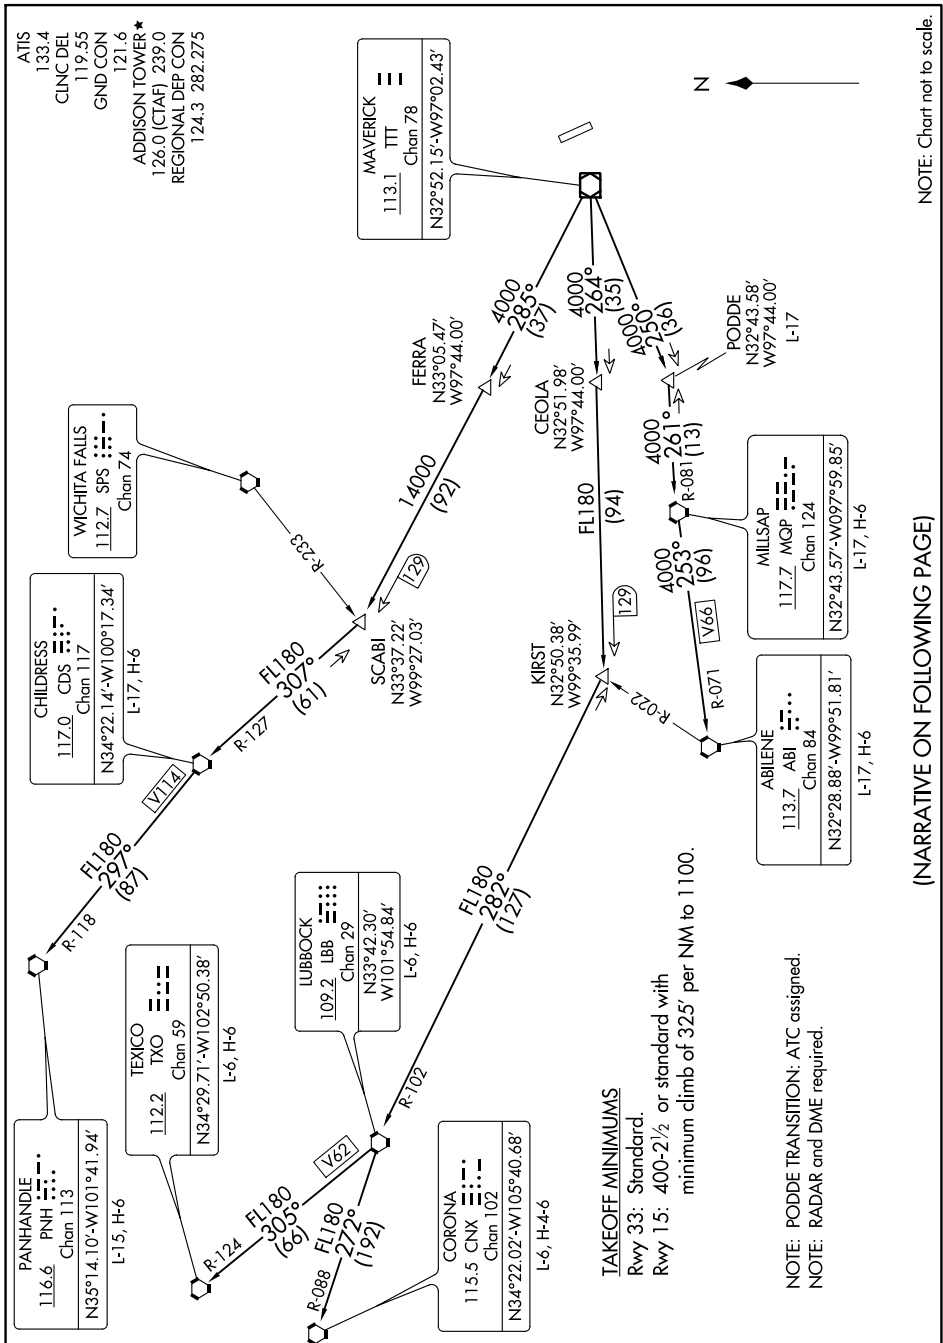 ATIS
133.4
CLNC DEL
119.55
GND CON
121.6
ADDISON TOWER★
126.0 (CTAF) 239.0
REGIONAL DEP CON
124.3 282.275
MAVERICK
113.1 TTT
Chan 78
N32°52.15'-W97°02.43'
N
NOTE: Chart not to scale.
4000
285°
(37)
4000
264°
(35)
4000
250°
(36)
FERRA
N33°05.47'
W97°44.00'
CEOLA
N32°51.98'
W97°44.00'
PODDE
N32°43.58'
W97°44.00'
L-17
WICHITA FALLS
112.7 SPS
Chan 74
R-233
14000
(92)
129
FL180
(94)
129
4000
261°
(13)
R-081
MILLSAP
117.7 MQP
Chan 124
N32°43.57'-W097°59.85'
L-17, H-6
4000
253°
(96)
V66
R-071
CHILDRESS
117.0 CDS
Chan 117
N34°22.14'-W100°17.34'
L-17, H-6
SCABI
N33°37.22'
W99°27.03'
FL180
307°
(61)
R-127
KIRST
N32°50.38'
W99°35.99'
R-022
ABILENE
113.7 ABI
Chan 84
N32°28.88'-W99°51.81'
L-17, H-6
V114
FL180
297°
(87)
R-118
PANHANDLE
116.6 PNH
Chan 113
N35°14.10'-W101°41.94'
L-15, H-6
TEXICO
112.2 TXO
Chan 59
N34°29.71'-W102°50.38'
L-6, H-6
LUBBOCK
109.2 LBB
Chan 29
N33°42.30'
W101°54.84'
L-6, H-6
FL180
282°
(127)
R-102
V62
FL180
305°
(66)
R-124
FL180
272°
(192)
R-088
CORONA
115.5 CNX
Chan 102
N34°22.02'-W105°40.68'
L-6, H-4-6
TAKEOFF MINIMUMS
Rwy 33: Standard.
Rwy 15: 400-2½ or standard with
minimum climb of 325' per NM to 1100.
NOTE: PODDE TRANSITION: ATC assigned.
NOTE: RADAR and DME required.
(NARRATIVE ON FOLLOWING PAGE)